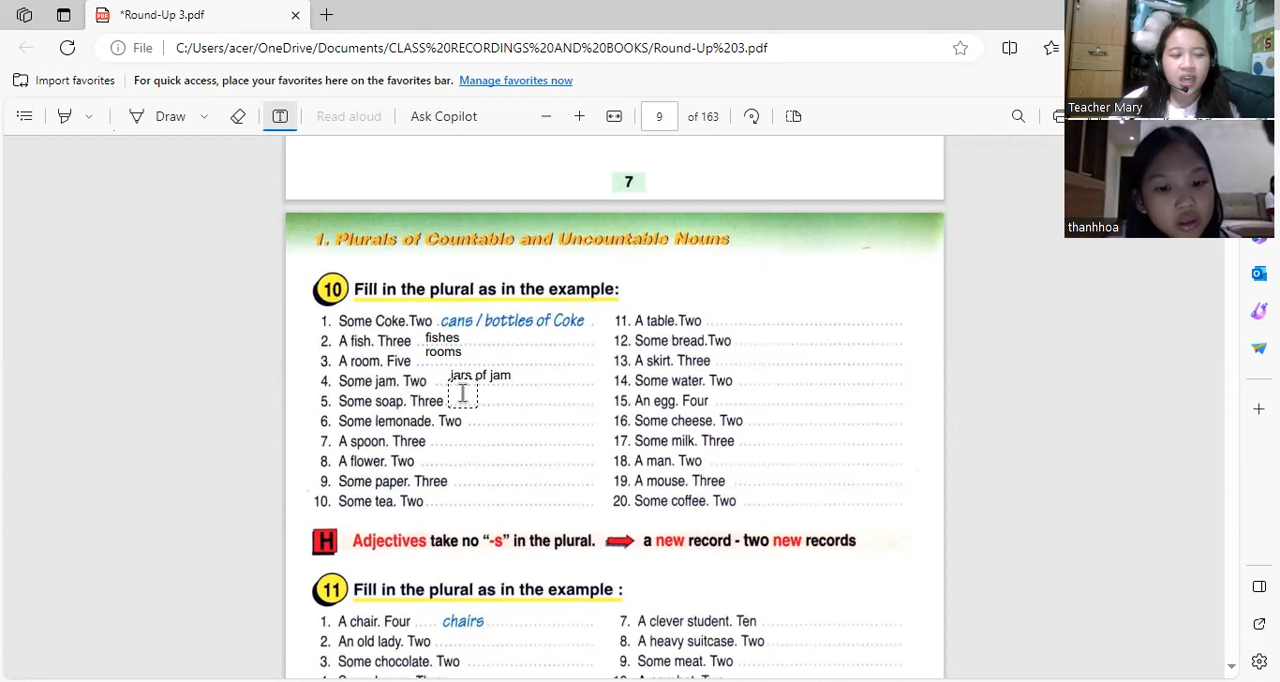 *Round-Up 3.pdf
File C:/Users/acer/OneDrive/Documents/CLASS%20RECORDINGS%20AND%20BOOKS/Round-Up%203.pdf
Import favorites For quick access, place your favorites here on the favorites bar. Manage favorites now
Draw Read aloud Ask Copilot 9 of 163
Teacher Mary
thanhhoa
7
1. Plurals of Countable and Uncountable Nouns
10 Fill in the plural as in the example:
1. Some Coke.Two cans / bottles of Coke
2. A fish. Three fishes
3. A room. Five rooms
4. Some jam. Two jars of jam
5. Some soap. Three
6. Some lemonade. Two
7. A spoon. Three
8. A flower. Two
9. Some paper. Three
10. Some tea. Two
11. A table.Two
12. Some bread.Two
13. A skirt. Three
14. Some water. Two
15. An egg. Four
16. Some cheese. Two
17. Some milk. Three
18. A man. Two
19. A mouse. Three
20. Some coffee. Two
H Adjectives take no “-s” in the plural. a new record - two new records
11 Fill in the plural as in the example :
1. A chair. Four chairs
2. An old lady. Two
3. Some chocolate. Two
7. A clever student. Ten
8. A heavy suitcase. Two
9. Some meat. Two